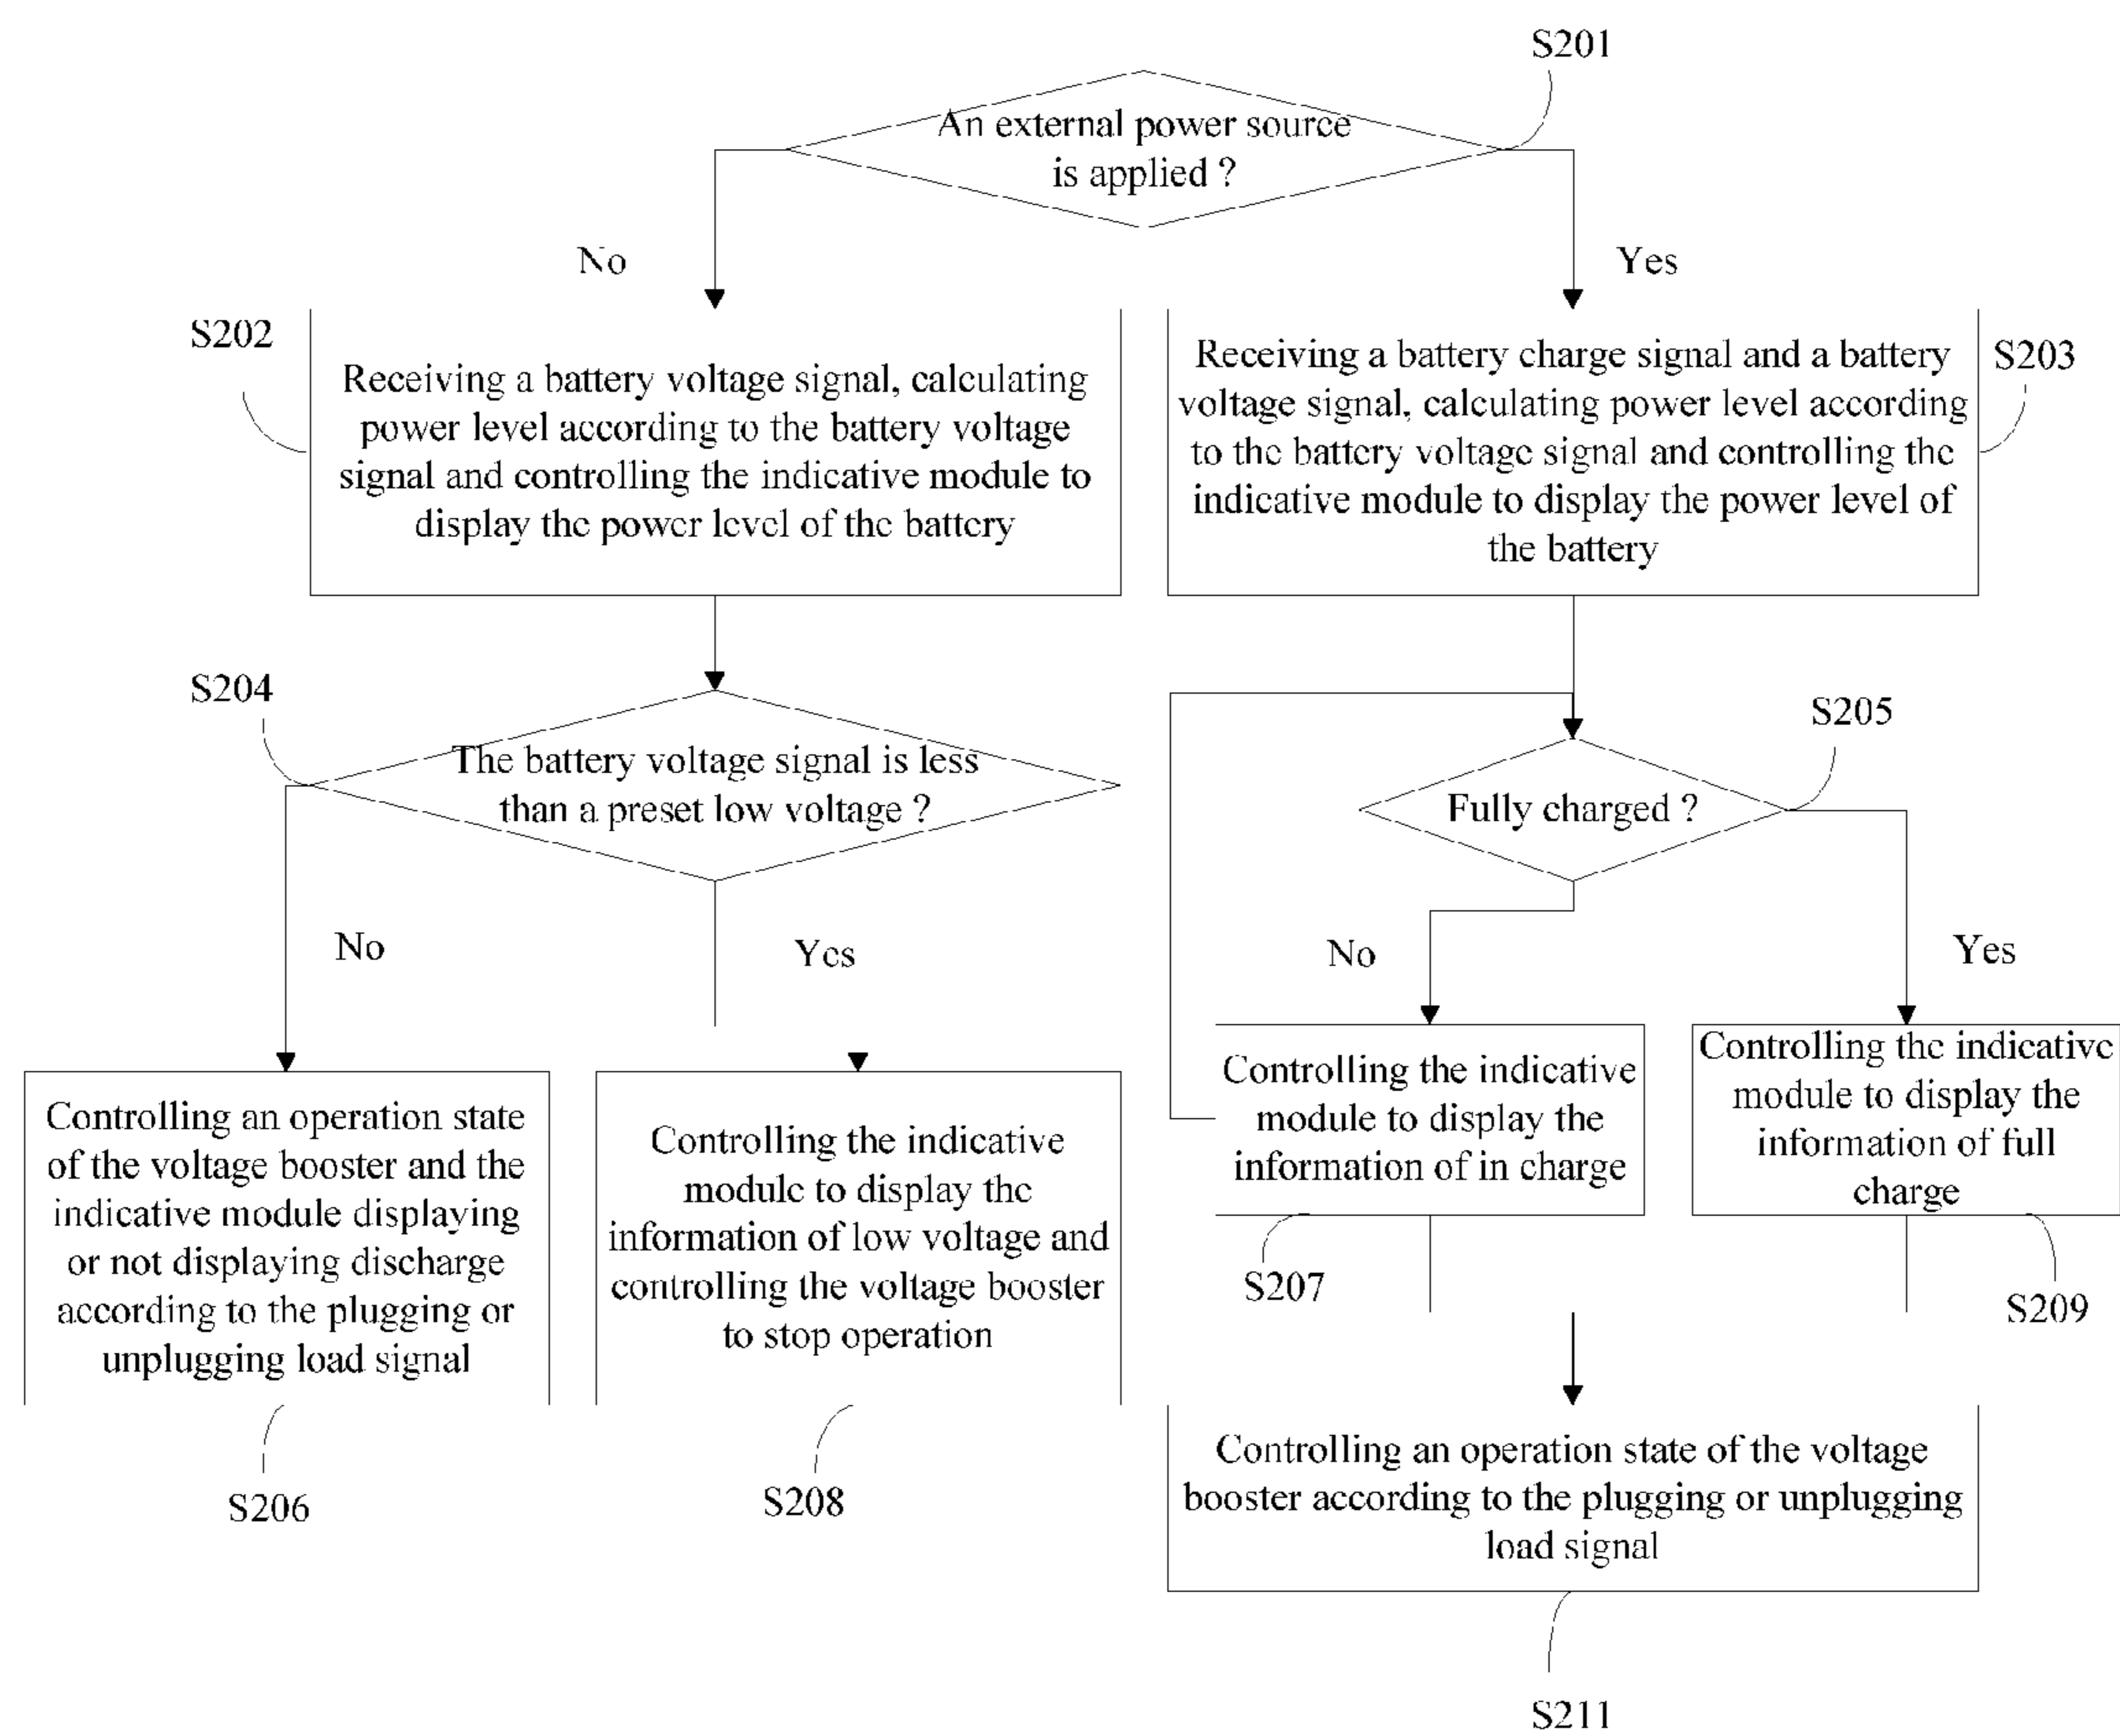 S201
An external power source
is applied ?
No
Yes
S202
Receiving a battery voltage signal, calculating
power level according to the battery voltage
signal and controlling the indicative module to
display the power level of the battery
Receiving a battery charge signal and a battery
voltage signal, calculating power level according
to the battery voltage signal and controlling the
indicative module to display the power level of
the battery
S203
S204
The battery voltage signal is less
than a preset low voltage ?
S205
Fully charged ?
No
Yes
No
Yes
Controlling an operation state
of the voltage booster and the
indicative module displaying
or not displaying discharge
according to the plugging or
unplugging load signal
Controlling the indicative
module to display the
information of low voltage and
controlling the voltage booster
to stop operation
Controlling the indicative
module to display the
information of in charge
Controlling the indicative
module to display the
information of full
charge
S207
S209
S206
S208
Controlling an operation state of the voltage
booster according to the plugging or unplugging
load signal
S211